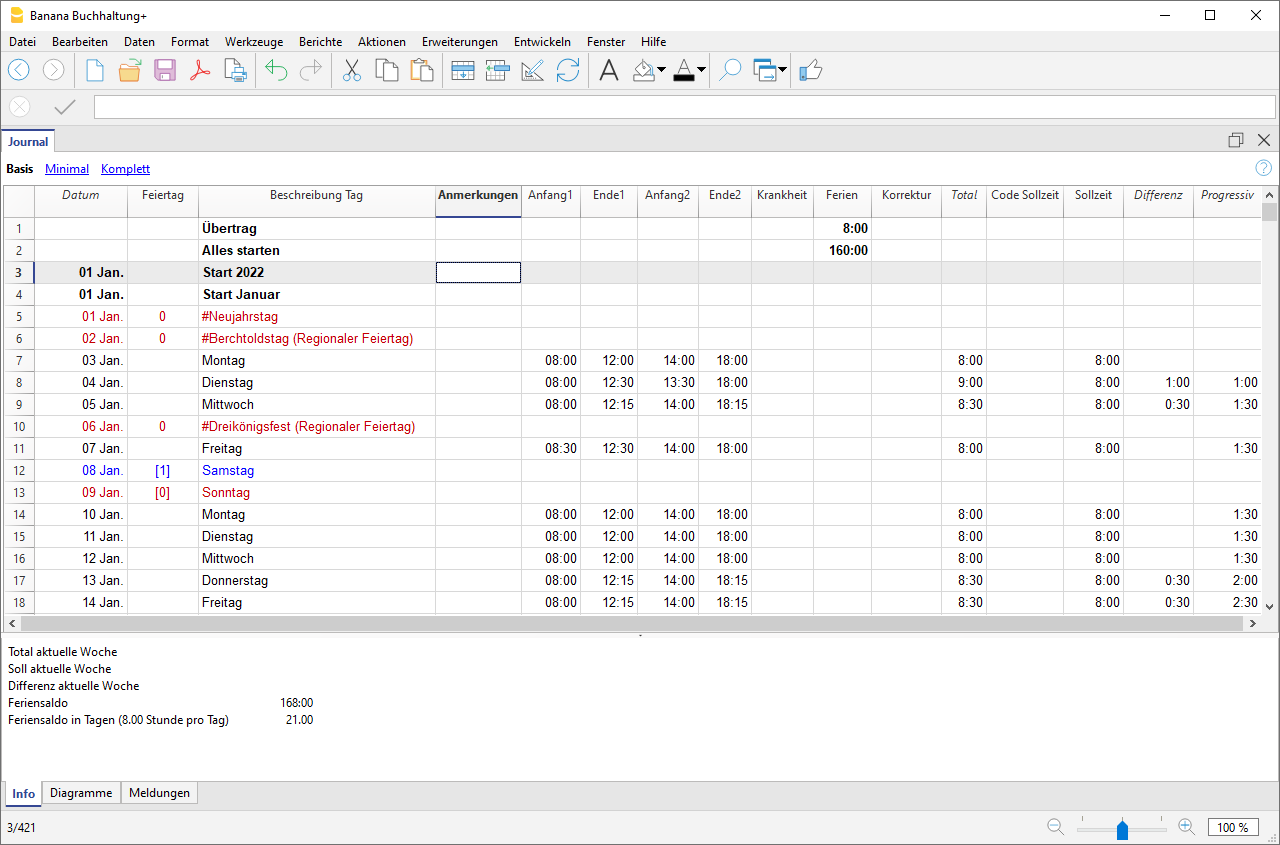 Banana Buchhaltung+
Datei Bearbeiten Daten Format Werkzeuge Berichte Aktionen Erweiterungen Entwickeln Fenster Hilfe
Journal
Basis Minimal Komplett
Datum Feiertag Beschreibung Tag Anmerkungen Anfang1 Ende1 Anfang2 Ende2 Krankheit Ferien Korrektur Total Code Sollzeit Sollzeit Differenz Progressiv
1 Übertrag 8:00
2 Alles starten 160:00
3 01 Jan. Start 2022
4 01 Jan. Start Januar
5 01 Jan. 0 #Neujahrstag
6 02 Jan. 0 #Berchtoldstag (Regionaler Feiertag)
7 03 Jan. Montag 08:00 12:00 14:00 18:00 8:00 8:00
8 04 Jan. Dienstag 08:00 12:30 13:30 18:00 9:00 8:00 1:00 1:00
9 05 Jan. Mittwoch 08:00 12:15 14:00 18:15 8:30 8:00 0:30 1:30
10 06 Jan. 0 #Dreikönigsfest (Regionaler Feiertag)
11 07 Jan. Freitag 08:30 12:30 14:00 18:00 8:00 8:00 1:30
12 08 Jan. [1] Samstag
13 09 Jan. [0] Sonntag
14 10 Jan. Montag 08:00 12:00 14:00 18:00 8:00 8:00 1:30
15 11 Jan. Dienstag 08:00 12:00 14:00 18:00 8:00 8:00 1:30
16 12 Jan. Mittwoch 08:00 12:00 14:00 18:00 8:00 8:00 1:30
17 13 Jan. Donnerstag 08:00 12:15 14:00 18:15 8:30 8:00 0:30 2:00
18 14 Jan. Freitag 08:00 12:15 14:00 18:15 8:30 8:00 0:30 2:30
Total aktuelle Woche
Soll aktuelle Woche
Differenz aktuelle Woche
Feriensaldo 168:00
Feriensaldo in Tagen (8.00 Stunde pro Tag) 21.00
Info Diagramme Meldungen
3/421 100 %